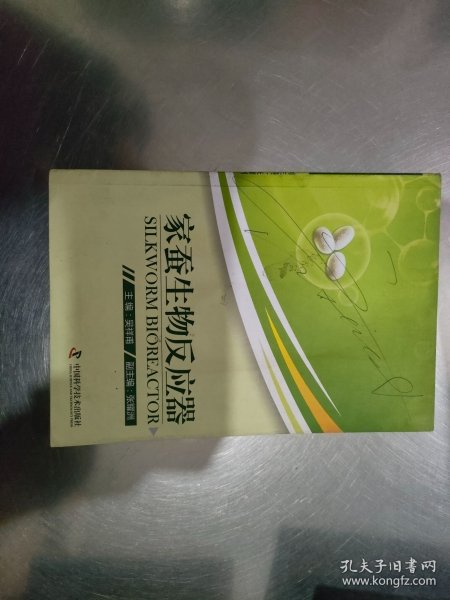 家蚕生物反应器
SILKWORM BIOREACTOR
主编：吴祥甫 副主编：张耀洲
中国科学技术出版社
孔夫子旧书网
www.kongfz.com